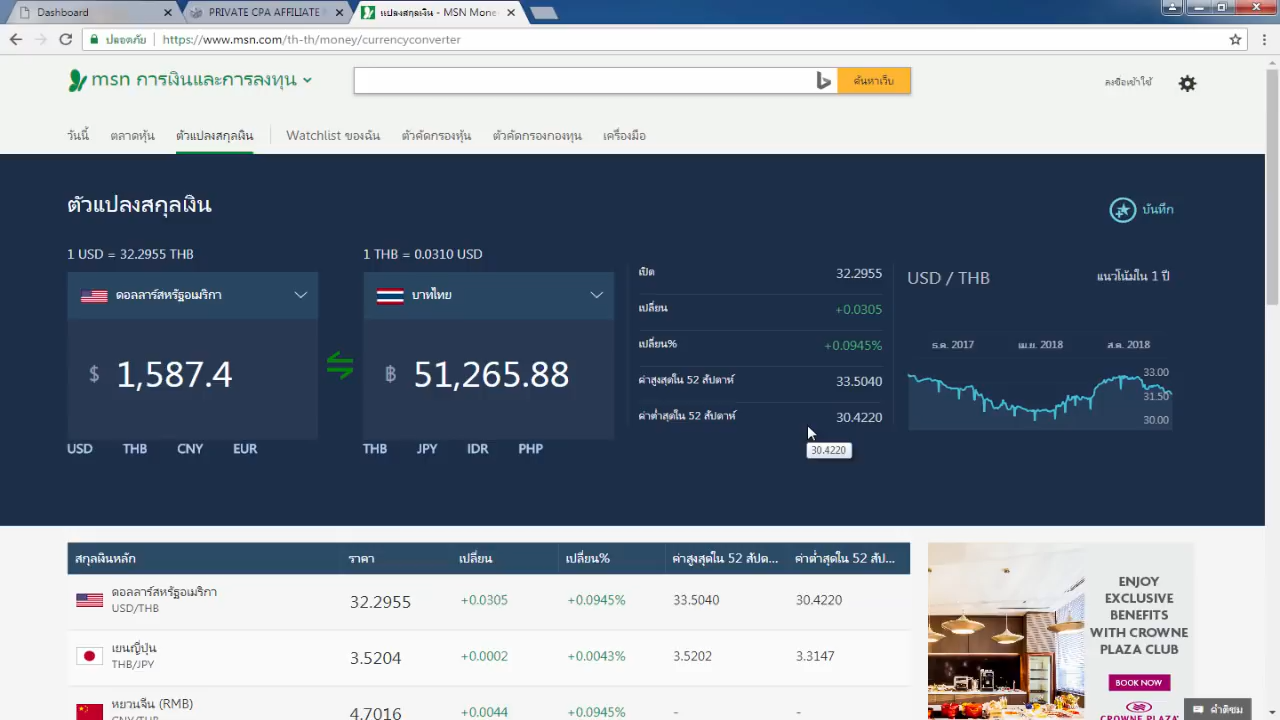 Dashboard
PRIVATE CPA AFFILIATE
แปลงสกุลเงิน - MSN Mone
ปลอดภัย
https://www.msn.com/th-th/money/currencyconverter
msn การเงินและการลงทุน
ค้นหาเว็บ
ลงชื่อเข้าใช้
วันนี้
ตลาดหุ้น
ตัวแปลงสกุลเงิน
Watchlist ของฉัน
ตัวคัดกรองหุ้น
ตัวคัดกรองกองทุน
เครื่องมือ
ตัวแปลงสกุลเงิน
บันทึก
1 USD = 32.2955 THB
ดอลลาร์สหรัฐอเมริกา
$ 1,587.4
USD THB CNY EUR
1 THB = 0.0310 USD
บาทไทย
฿ 51,265.88
THB JPY IDR PHP
เปิด 32.2955
เปลี่ยน +0.0305
เปลี่ยน% +0.0945%
ค่าสูงสุดใน 52 สัปดาห์ 33.5040
ค่าต่ำสุดใน 52 สัปดาห์ 30.4220
30.4220
USD / THB
แนวโน้มใน 1 ปี
ธ.ค. 2017 เม.ย. 2018 ส.ค. 2018
33.00
31.50
30.00
สกุลเงินหลัก ราคา เปลี่ยน เปลี่ยน% ค่าสูงสุดใน 52 สัปด... ค่าต่ำสุดใน 52 สัป...
ดอลลาร์สหรัฐอเมริกา
USD/THB
32.2955 +0.0305 +0.0945% 33.5040 30.4220
เยนญี่ปุ่น
THB/JPY
3.5204 +0.0002 +0.0043% 3.5202 3.3147
หยวนจีน (RMB)
CNY/THB
4.7016 +0.0044 +0.0945% - -
ENJOY
EXCLUSIVE
BENEFITS
WITH CROWNE
PLAZA CLUB
BOOK NOW
CROWNE PLAZA
คำติชม